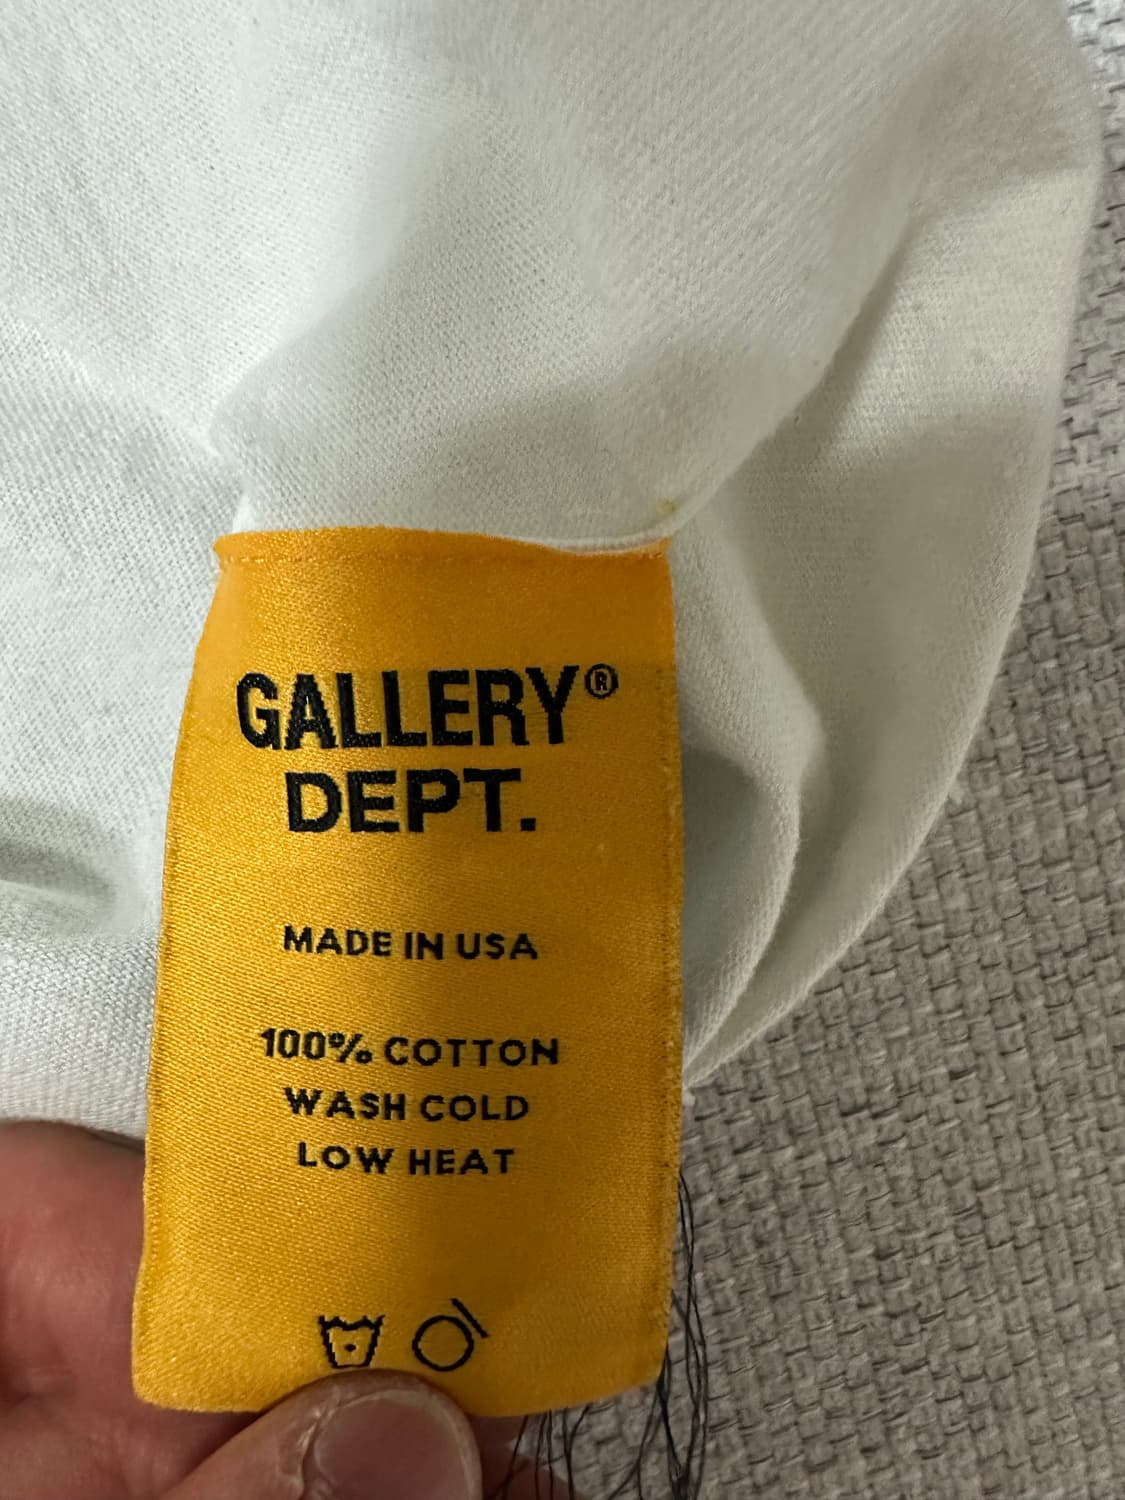 GALLERY®
DEPT.
MADE IN USA
100% COTTON
WASH COLD
LOW HEAT